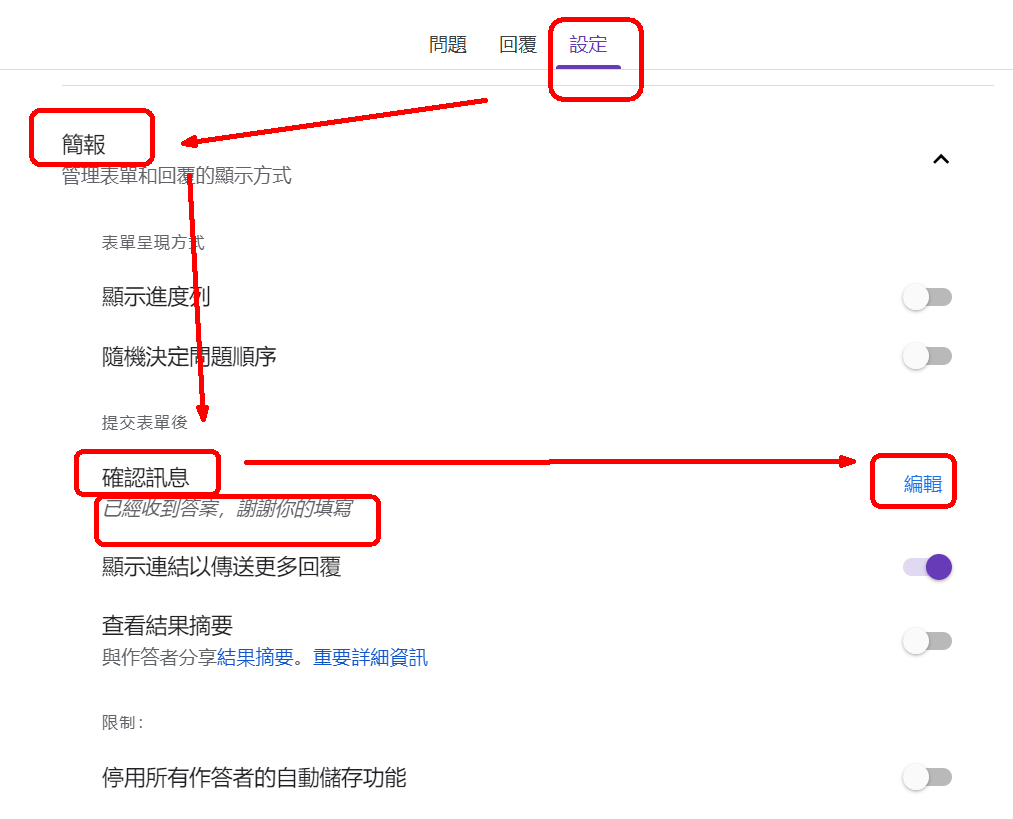 問題 回覆 設定
簡報
管理表單和回覆的顯示方式
表單呈現方式
顯示進度列
隨機決定問題順序
提交表單後
確認訊息 編輯
已經收到答案，謝謝你的填寫
顯示連結以傳送更多回覆
查看結果摘要
與作答者分享結果摘要。重要詳細資訊
限制：
停用所有作答者的自動儲存功能